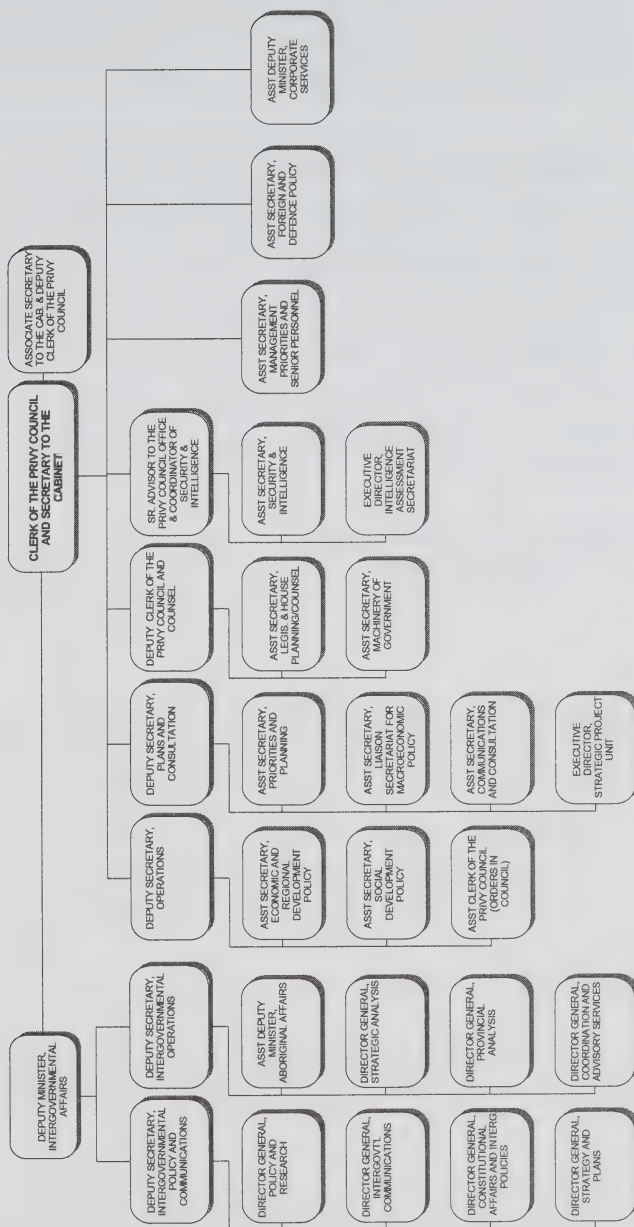 CLERK OF THE PRIVY COUNCIL
AND SECRETARY TO THE
CABINET
ASSOCIATE SECRETARY
TO THE CAB. & DEPUTY
CLERK OF THE PRIVY
COUNCIL
DEPUTY MINISTER,
INTERGOVERNMENTAL
AFFAIRS
DEPUTY SECRETARY,
INTERGOVERNMENTAL
POLICY AND
COMMUNICATIONS
DIRECTOR GENERAL,
POLICY AND
RESEARCH
DIRECTOR GENERAL,
INTERGOVTL
COMMUNICATIONS
DIRECTOR GENERAL,
CONSTITUTIONAL
AFFAIRS AND INTERG
POLICIES
DIRECTOR GENERAL,
STRATEGY AND
PLANS
DEPUTY SECRETARY,
INTERGOVERNMENTAL
OPERATIONS
ASST DEPUTY
MINISTER,
ABORIGINAL AFFAIRS
DIRECTOR GENERAL,
STRATEGIC ANALYSIS
DIRECTOR GENERAL,
PROVINCIAL
ANALYSIS
DIRECTOR GENERAL,
COORDINATION AND
ADVISORY SERVICES
DEPUTY SECRETARY,
OPERATIONS
ASST SECRETARY,
ECONOMIC AND
REGIONAL
DEVELOPMENT
POLICY
ASST SECRETARY,
SOCIAL
DEVELOPMENT
POLICY
ASST CLERK OF THE
PRIVY COUNCIL
(ORDERS IN
COUNCIL)
DEPUTY SECRETARY,
PLANS AND
CONSULTATION
ASST SECRETARY,
PRIORITIES AND
PLANNING
ASST SECRETARY,
LIAISON
SECRETARIAT FOR
MACROECONOMIC
POLICY
ASST SECRETARY,
COMMUNICATIONS
AND CONSULTATION
EXECUTIVE
DIRECTOR,
STRATEGIC PROJECT
UNIT
DEPUTY CLERK OF THE
PRIVY COUNCIL AND
COUNSEL
ASST SECRETARY,
LEGIS. & HOUSE
PLANNING/COUNSEL
ASST SECRETARY,
MACHINERY OF
GOVERNMENT
SR. ADVISOR TO THE
PRIVY COUNCIL OFFICE
& COORDINATOR OF
SECURITY &
INTELLIGENCE
ASST SECRETARY,
SECURITY &
INTELLIGENCE
EXECUTIVE
DIRECTOR,
INTELLIGENCE
ASSESSMENT
SECRETARIAT
ASST SECRETARY,
MANAGEMENT
PRIORITIES AND
SENIOR PERSONNEL
ASST SECRETARY,
FOREIGN AND
DEFENCE POLICY
ASST DEPUTY
MINISTER,
CORPORATE
SERVICES